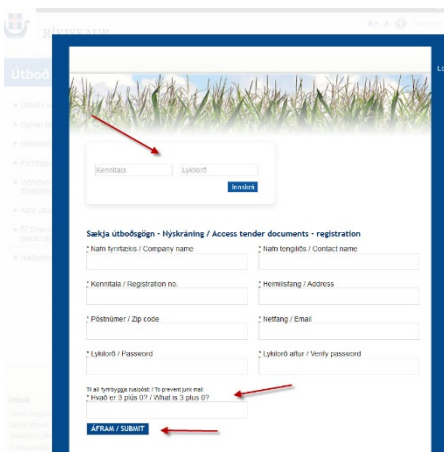 RÍKISKAUP
A+ A-
Útboð
Lo
Kennitala Lykilorð
Innskrá
Sækja útboðsgögn - Nýskráning / Access tender documents - registration
* Nafn fyrirtækis / Company name * Nafn tengiliðs / Contact name
* Kennitala / Registration no. * Heimilisfang / Address
* Póstnúmer / Zip code * Netfang / Email
* Lykilorð / Password * Lykilorð aftur / Verify password
Til að fyrirbyggja ruslpóst: / To prevent junk mail:
* Hvað er 3 plús 0? / What is 3 plus 0?
ÁFRAM / SUBMIT